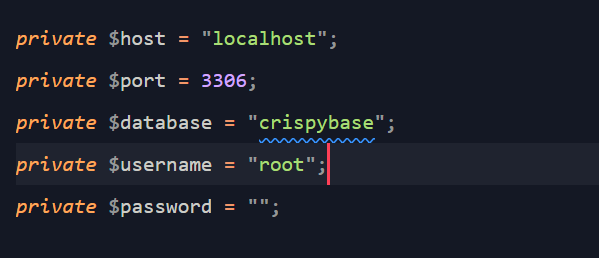 private $host = "localhost";
private $port = 3306;
private $database = "crispybase";
private $username = "root";
private $password = "";